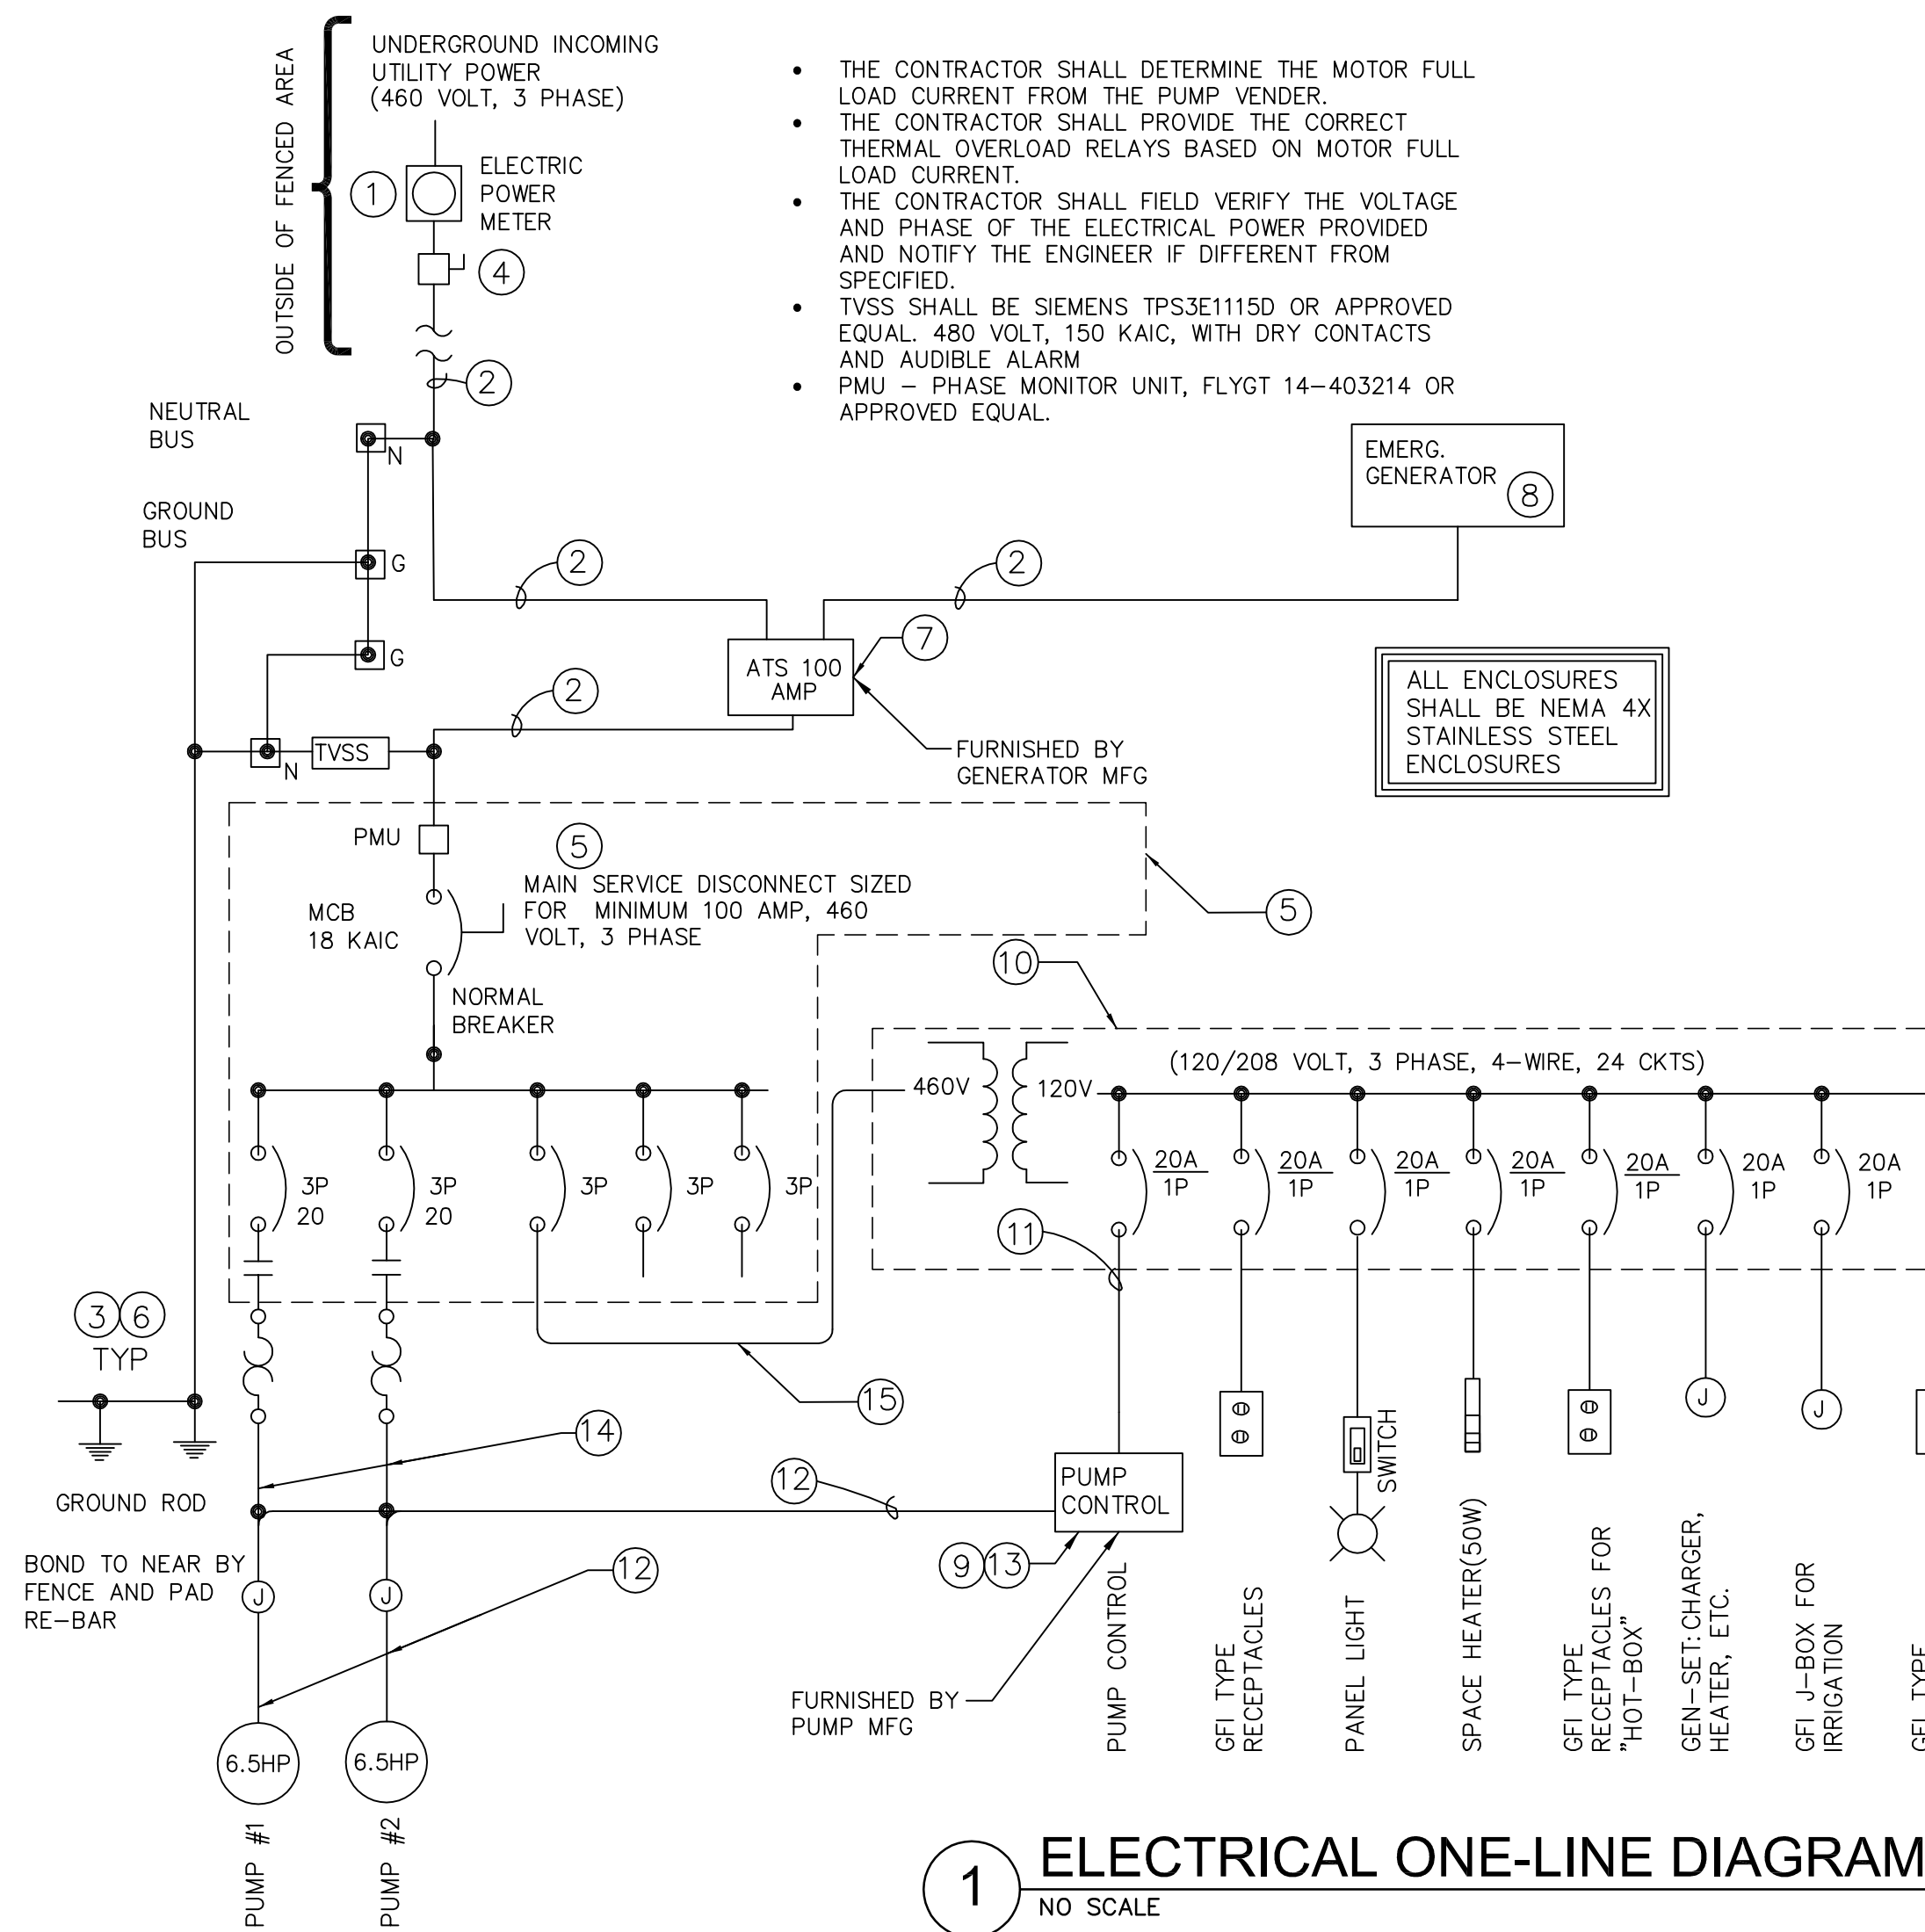 OUTSIDE OF FENCED AREA
UNDERGROUND INCOMING
UTILITY POWER
(460 VOLT, 3 PHASE)
1
ELECTRIC
POWER
METER
4
2
• THE CONTRACTOR SHALL DETERMINE THE MOTOR FULL
LOAD CURRENT FROM THE PUMP VENDER.
• THE CONTRACTOR SHALL PROVIDE THE CORRECT
THERMAL OVERLOAD RELAYS BASED ON MOTOR FULL
LOAD CURRENT.
• THE CONTRACTOR SHALL FIELD VERIFY THE VOLTAGE
AND PHASE OF THE ELECTRICAL POWER PROVIDED
AND NOTIFY THE ENGINEER IF DIFFERENT FROM
SPECIFIED.
• TVSS SHALL BE SIEMENS TPS3E1115D OR APPROVED
EQUAL. 480 VOLT, 150 KAIC, WITH DRY CONTACTS
AND AUDIBLE ALARM
• PMU – PHASE MONITOR UNIT, FLYGT 14–403214 OR
APPROVED EQUAL.
NEUTRAL
BUS
N
GROUND
BUS
G
G
2
2
EMERG.
GENERATOR
8
7
ATS 100
AMP
2
FURNISHED BY
GENERATOR MFG
ALL ENCLOSURES
SHALL BE NEMA 4X
STAINLESS STEEL
ENCLOSURES
N
TVSS
PMU
5
MAIN SERVICE DISCONNECT SIZED
FOR MINIMUM 100 AMP, 460
VOLT, 3 PHASE
MCB
18 KAIC
5
10
NORMAL
BREAKER
(120/208 VOLT, 3 PHASE, 4–WIRE, 24 CKTS)
460V
120V
3P
20
3P
20
3P
3P
3P
20A
1P
20A
1P
20A
1P
20A
1P
20A
1P
20A
1P
20A
1P
11
3 6
TYP
15
14
J
J
SWITCH
GROUND ROD
12
PUMP
CONTROL
9 13
BOND TO NEAR BY
FENCE AND PAD
RE–BAR
J
J
12
FURNISHED BY
PUMP MFG
PUMP CONTROL
GFI TYPE
RECEPTACLES
PANEL LIGHT
SPACE HEATER(50W)
GFI TYPE
RECEPTACLES FOR
"HOT–BOX"
GEN–SET: CHARGER,
HEATER, ETC.
GFI J–BOX FOR
IRRIGATION
GFI TYPE
6.5HP
6.5HP
PUMP #1
PUMP #2
1
ELECTRICAL ONE-LINE DIAGRAM
NO SCALE